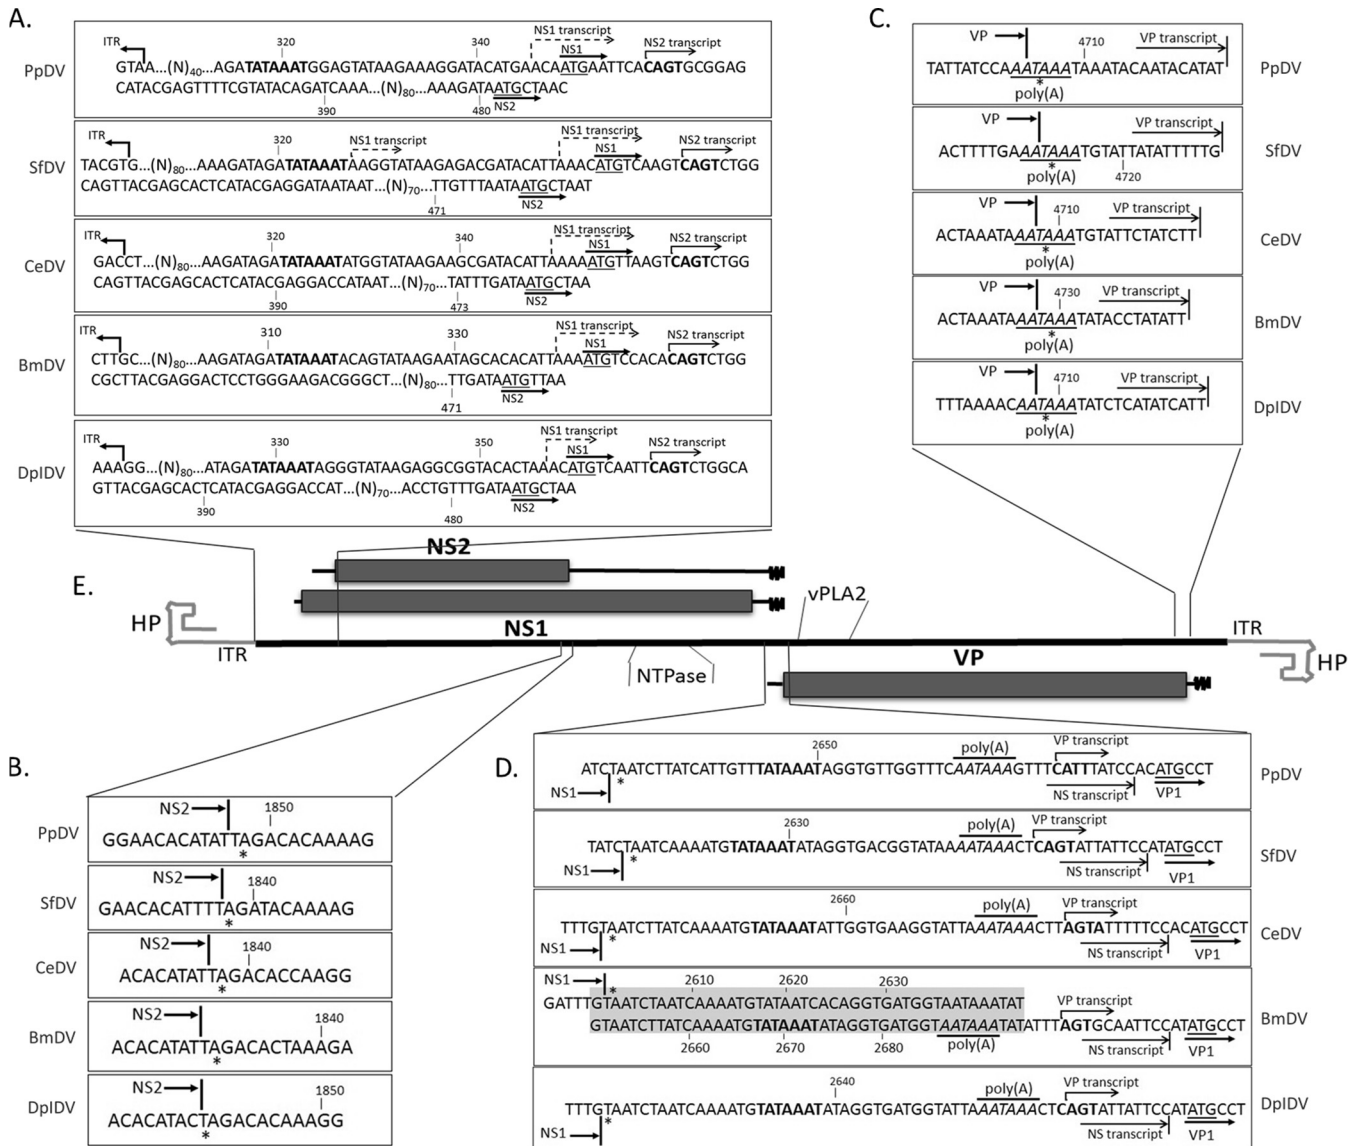 A.
PpDV
ITR
320
340
NS1 transcript
NS1
NS2 transcript
GTAA...(N)40...AGATATAAATGGAGTATAAGAAAGGATACATGAACAATGAATTCACAGTGCGGAG
CATACGAGTTTTCGTATACAGATCAAA...(N)80...AAAGATAATGCTAAC
390
480
NS2
SfDV
ITR
320
NS1 transcript
NS1 transcript
NS1
NS2 transcript
TACGTG...(N)80...AAAGATAGATATAAATAAGGTATAAGAGACGATACATTAAACATGTCAAGTCAGTCTGG
CAGTTACGAGCACTCATACGAGGATAATAAT...(N)70...TTGTTTAATAATGCTAAT
471
NS2
CeDV
ITR
320
340
NS1 transcript
NS1
NS2 transcript
GACCT...(N)80...AAGATAGATATAAATATGGTATAAGAAGCGATACATTAAAAATGTTAAGTCAGTCTGG
CAGTTACGAGCACTCATACGAGGACCATAAT...(N)70...TATTTGATAATGCTAA
390
473
NS2
BmDV
ITR
310
330
NS1 transcript
NS1
NS2 transcript
CTTGC...(N)80...AAGATAGATATAAATACAGTATAAGAATAGCACACATTAAAATGTCCACACAGTCTGG
CGCTTACGAGGACTCCTGGGAAGACGGGCT...(N)80...TTGATAATGTTAA
471
NS2
DplDV
ITR
330
350
NS1 transcript
NS1
NS2 transcript
AAAGG...(N)80...ATAGATATAAATAGGGTATAAGAGGCGGTACACTAAACATGTCAATTCAGTCTGGCA
GTTACGAGCACTCATACGAGGACCAT...(N)70...ACCTGTTTGATAATGCTAA
390
480
NS2
C.
VP
4710
VP transcript
PpDV
TATTATCCAAATAAATAAATACAATACATAT
*
poly(A)
VP
VP transcript
SfDV
ACTTTTGAAATAAATGTATTATATTTTTG
*
poly(A)
4720
VP
4710
VP transcript
CeDV
ACTAAATAAATAAATGTATTCTATCTT
*
poly(A)
VP
4730
VP transcript
BmDV
ACTAAATAAATAAATATACCTATATT
*
poly(A)
VP
4710
VP transcript
DplDV
TTTAAAACAATAAATATCTCATATCATT
*
poly(A)
E.
NS2
NS1
HP
ITR
vPLA2
NTPase
VP
ITR
HP
B.
PpDV
NS2
1850
GGAACACATATTAGACACAAAAG
*
SfDV
NS2
1840
GAACACATTTTAGATACAAAAG
*
CeDV
NS2
1840
ACACATATTAGACACCAAGG
*
BmDV
NS2
1840
ACACATATTAGACACTAAAGA
*
DplDV
NS2
1850
ACACATACTAGACACAAAGG
*
D.
2650
poly(A)
VP transcript
PpDV
ATCTAATCTTATCATTGTTTATAAATAGGTGTTGGTTTCAATAAAGTTTCATTTATCCACATGCCT
NS1
*
NS transcript
VP1
2630
poly(A)
VP transcript
SfDV
TATCTAATCAAAATGTATAAATATAGGTGACGGTATAAAATAAACTCAGTATTATTCCATATGCCT
NS1
*
NS transcript
VP1
2660
poly(A)
VP transcript
CeDV
TTTGTAATCTTATCAAAATGTATAAATATTGGTGAAGGTATTAAATAAACTTAGTATTTTTCCACATGCCT
NS1
*
NS transcript
VP1
NS1
*
2610
2620
2630
VP transcript
BmDV
GATTTGTAATCTAATCAAAATGTATAATCACAGGTGATGGTAATAAATAT
GTAATCTTATCAAAATGTATAAATATAGGTGATGGTAATAAATATATTTAGTGCAATTCCATATGCCT
2660
2670
2680
poly(A)
NS transcript
VP1
2640
poly(A)
VP transcript
DplDV
TTTGTAATCTAATCAAAATGTATAAATATAGGTGATGGTATTAAATAAACTCAGTATTATTCCATATGCCT
NS1
*
NS transcript
VP1